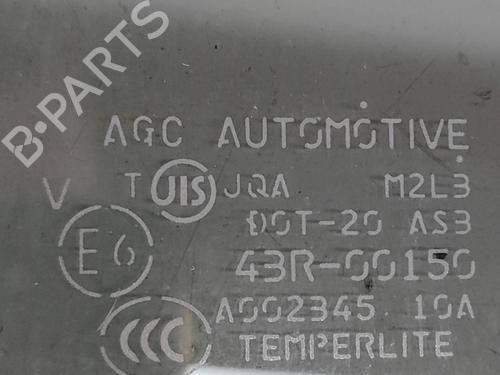 B-PARTS
AGC AUTOMOTIVE
V T JIS JQA M2L3
DOT-20 AS3
E6 43R-00150
CCC A002345 10A
TEMPERLITE